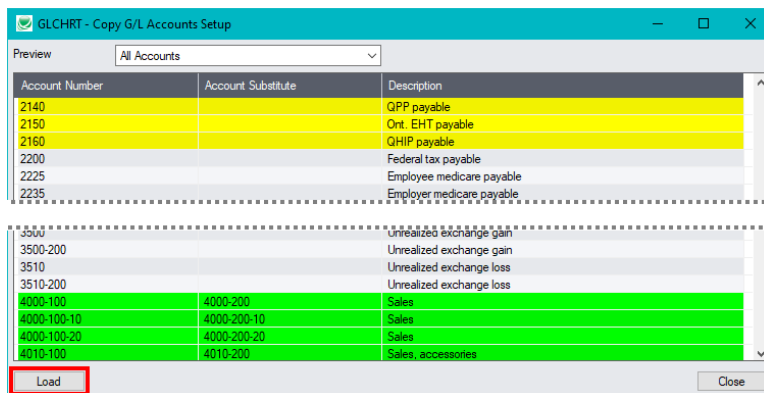 GLCHRT - Copy G/L Accounts Setup
Preview All Accounts
Account Number Account Substitute Description
2140 QPP payable
2150 Ont. EHT payable
2160 QHIP payable
2200 Federal tax payable
2225 Employee medicare payable
2235 Employer medicare payable
3500 Unrealized exchange gain
3500-200 Unrealized exchange gain
3510 Unrealized exchange loss
3510-200 Unrealized exchange loss
4000-100 4000-200 Sales
4000-100-10 4000-200-10 Sales
4000-100-20 4000-200-20 Sales
4010-100 4010-200 Sales, accessories
Load Close